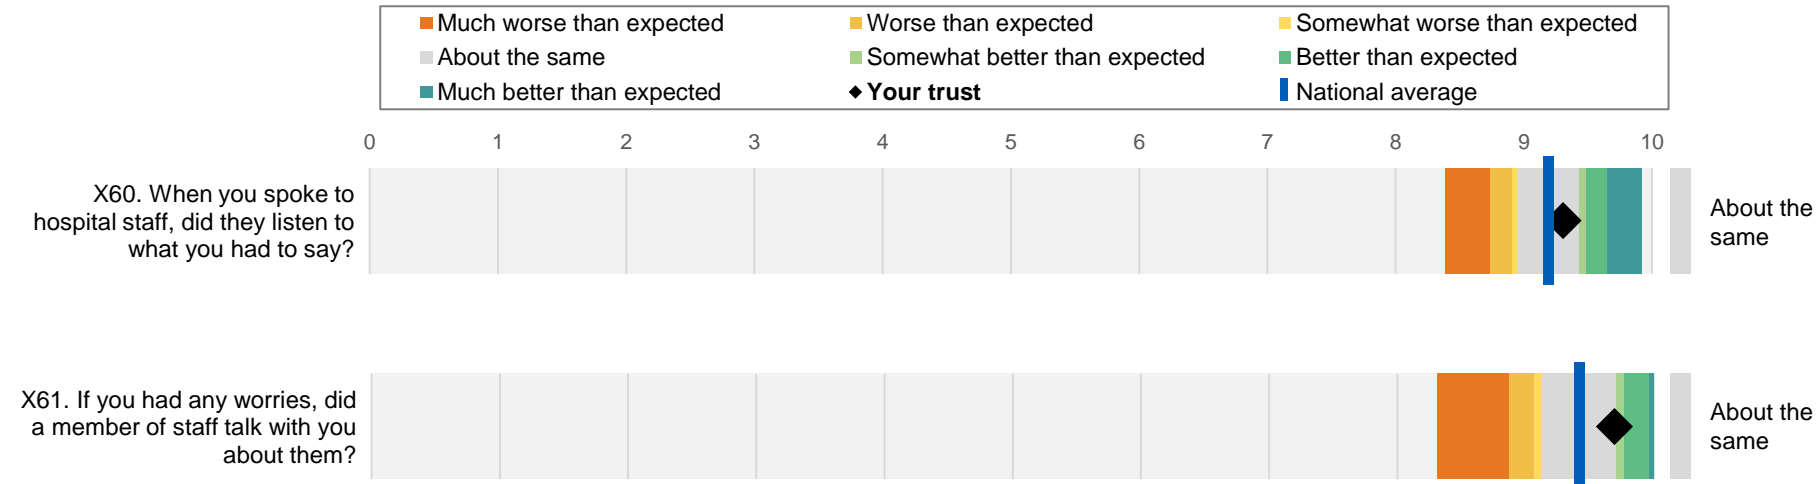 Much worse than expected
Worse than expected
Somewhat worse than expected
About the same
Somewhat better than expected
Better than expected
Much better than expected
Your trust
National average
0 1 2 3 4 5 6 7 8 9 10
X60. When you spoke to
hospital staff, did they listen to
what you had to say?
About the
same
X61. If you had any worries, did
a member of staff talk with you
about them?
About the
same